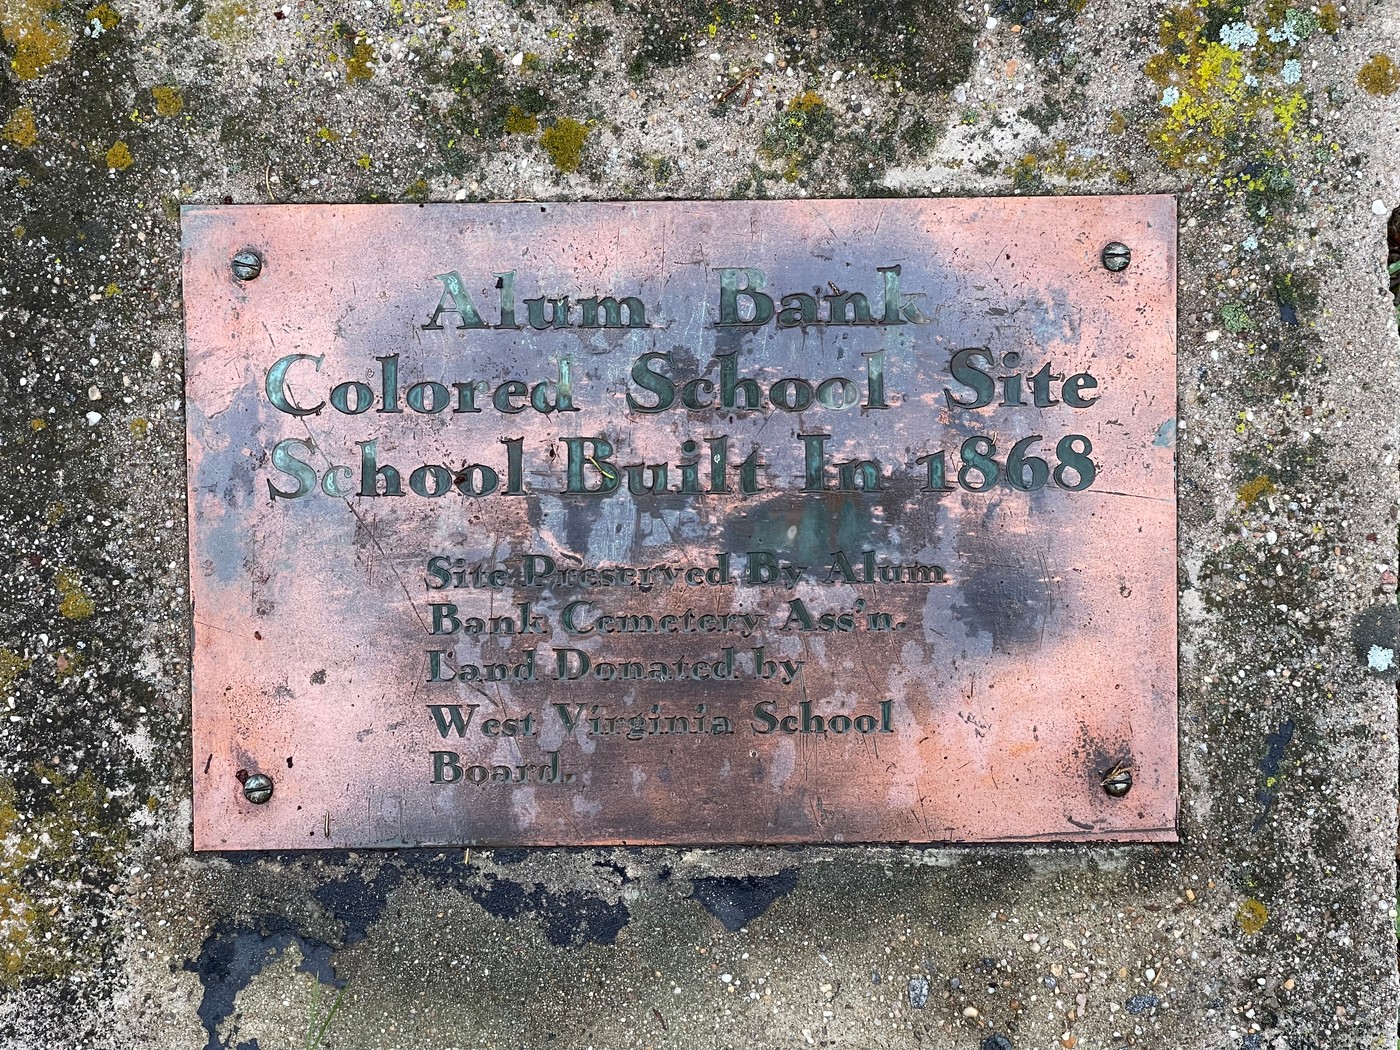 Alum Bank
Colored School Site
School Built In 1868
Site Preserved By Alum
Bank Cemetery Ass'n.
Land Donated by
West Virginia School
Board.